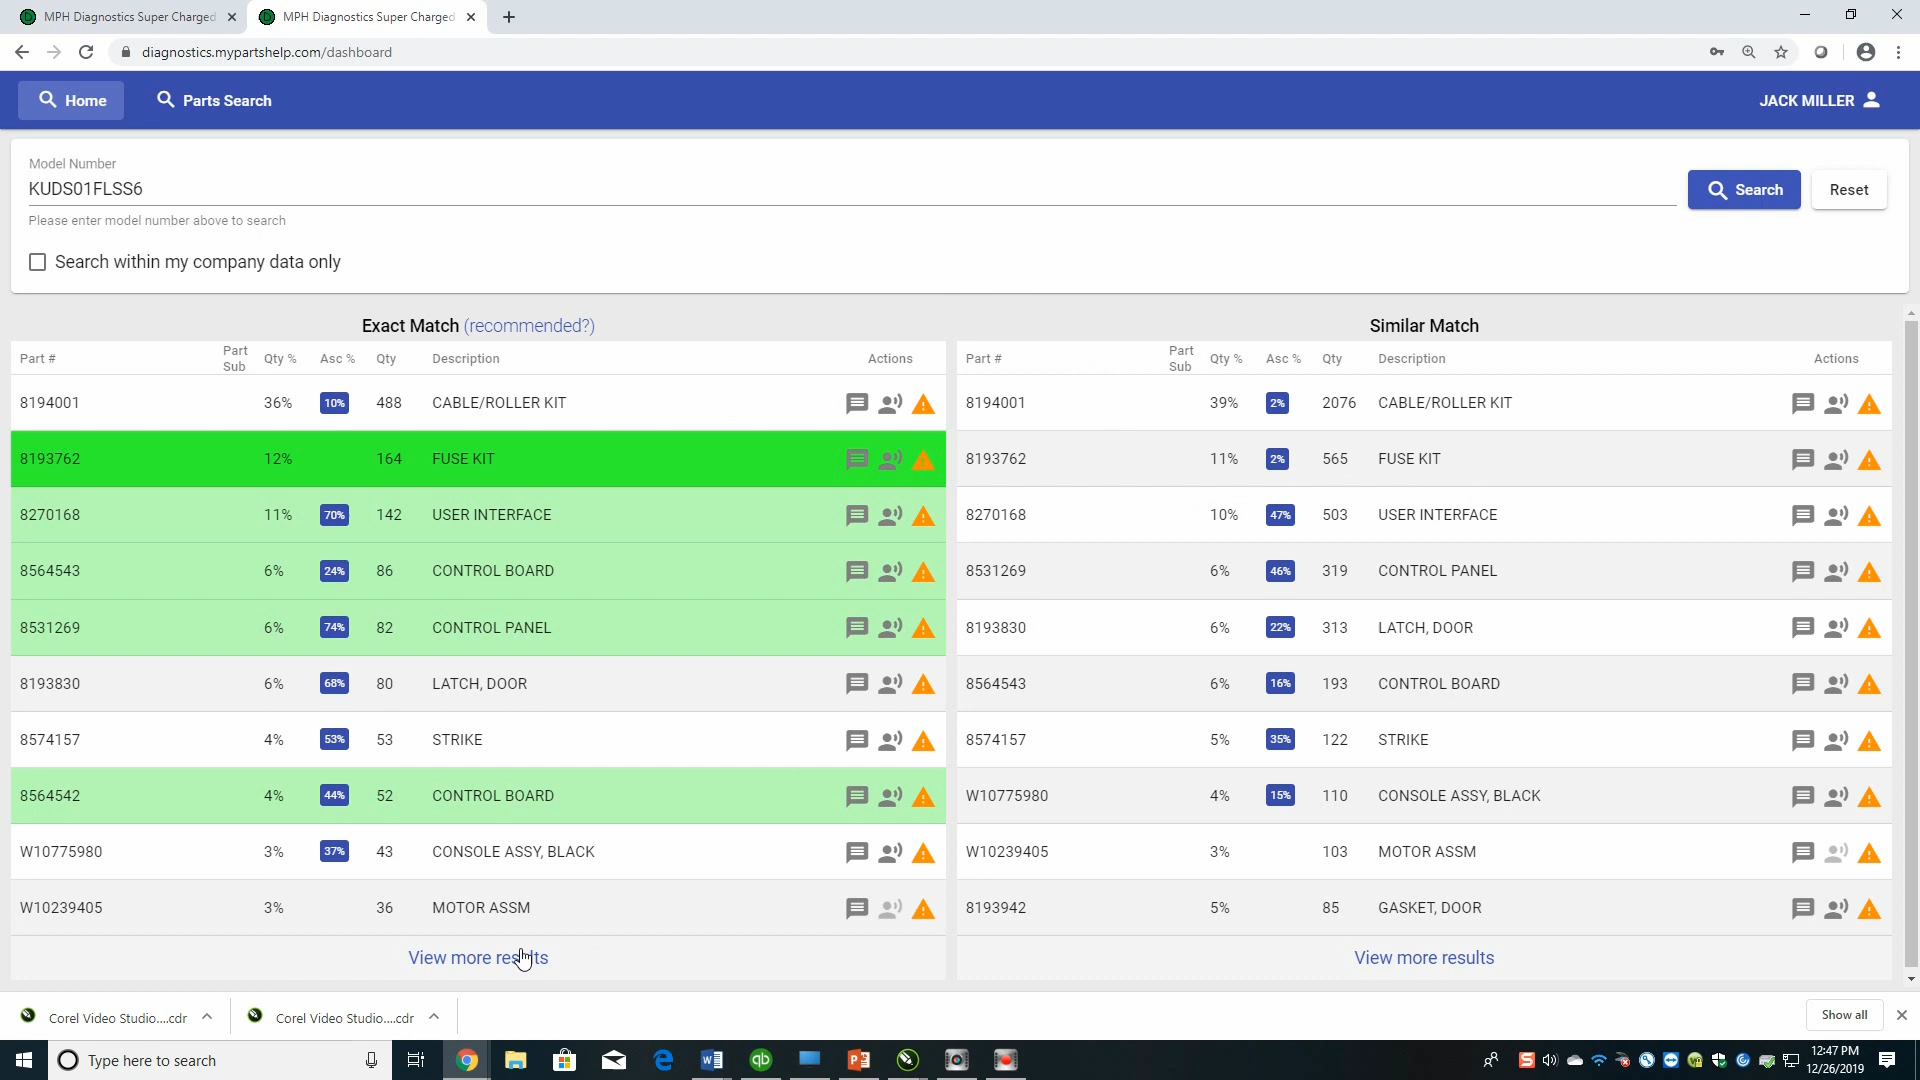 MPH Diagnostics Super Charged
MPH Diagnostics Super Charged
diagnostics.mypartshelp.com/dashboard
Home
Parts Search
JACK MILLER
Model Number
KUDS01FLSS6
Search
Reset
Please enter model number above to search
Search within my company data only
Exact Match (recommended?)
Part # Part Sub Qty % Asc % Qty Description Actions
8194001 36% 10% 488 CABLE/ROLLER KIT
8193762 12% 164 FUSE KIT
8270168 11% 70% 142 USER INTERFACE
8564543 6% 24% 86 CONTROL BOARD
8531269 6% 74% 82 CONTROL PANEL
8193830 6% 68% 80 LATCH, DOOR
8574157 4% 53% 53 STRIKE
8564542 4% 44% 52 CONTROL BOARD
W10775980 3% 37% 43 CONSOLE ASSY, BLACK
W10239405 3% 36 MOTOR ASSM
View more results
Similar Match
Part # Part Sub Qty % Asc % Qty Description Actions
8194001 39% 2% 2076 CABLE/ROLLER KIT
8193762 11% 2% 565 FUSE KIT
8270168 10% 47% 503 USER INTERFACE
8531269 6% 46% 319 CONTROL PANEL
8193830 6% 22% 313 LATCH, DOOR
8564543 6% 16% 193 CONTROL BOARD
8574157 5% 35% 122 STRIKE
W10775980 4% 15% 110 CONSOLE ASSY, BLACK
W10239405 3% 103 MOTOR ASSM
8193942 5% 85 GASKET, DOOR
View more results
Corel Video Studio....cdr
Corel Video Studio....cdr
Show all
Type here to search
12:47 PM
12/26/2019